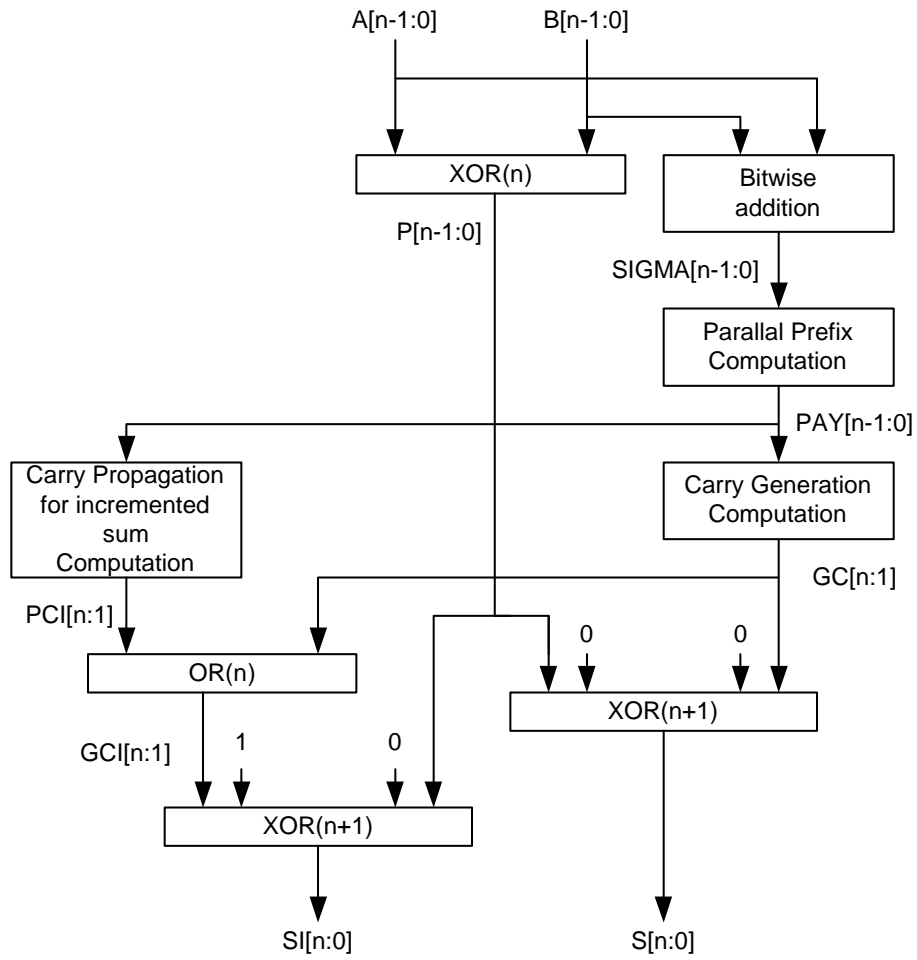 A[n-1:0]
B[n-1:0]
XOR(n)
Bitwise
addition
P[n-1:0]
SIGMA[n-1:0]
Parallal Prefix
Computation
PAY[n-1:0]
Carry Propagation
for incremented
sum
Computation
Carry Generation
Computation
GC[n:1]
PCI[n:1]
0
0
OR(n)
XOR(n+1)
GCI[n:1]
1
0
XOR(n+1)
SI[n:0]
S[n:0]